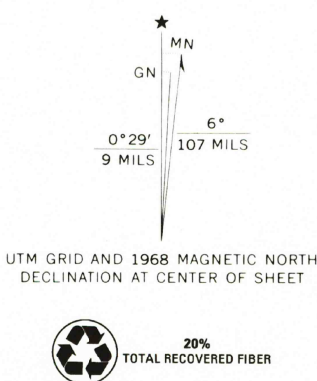 ★
MN
GN
0°29′
9 MILS
6°
107 MILS
UTM GRID AND 1968 MAGNETIC NORTH
DECLINATION AT CENTER OF SHEET
20%
TOTAL RECOVERED FIBER